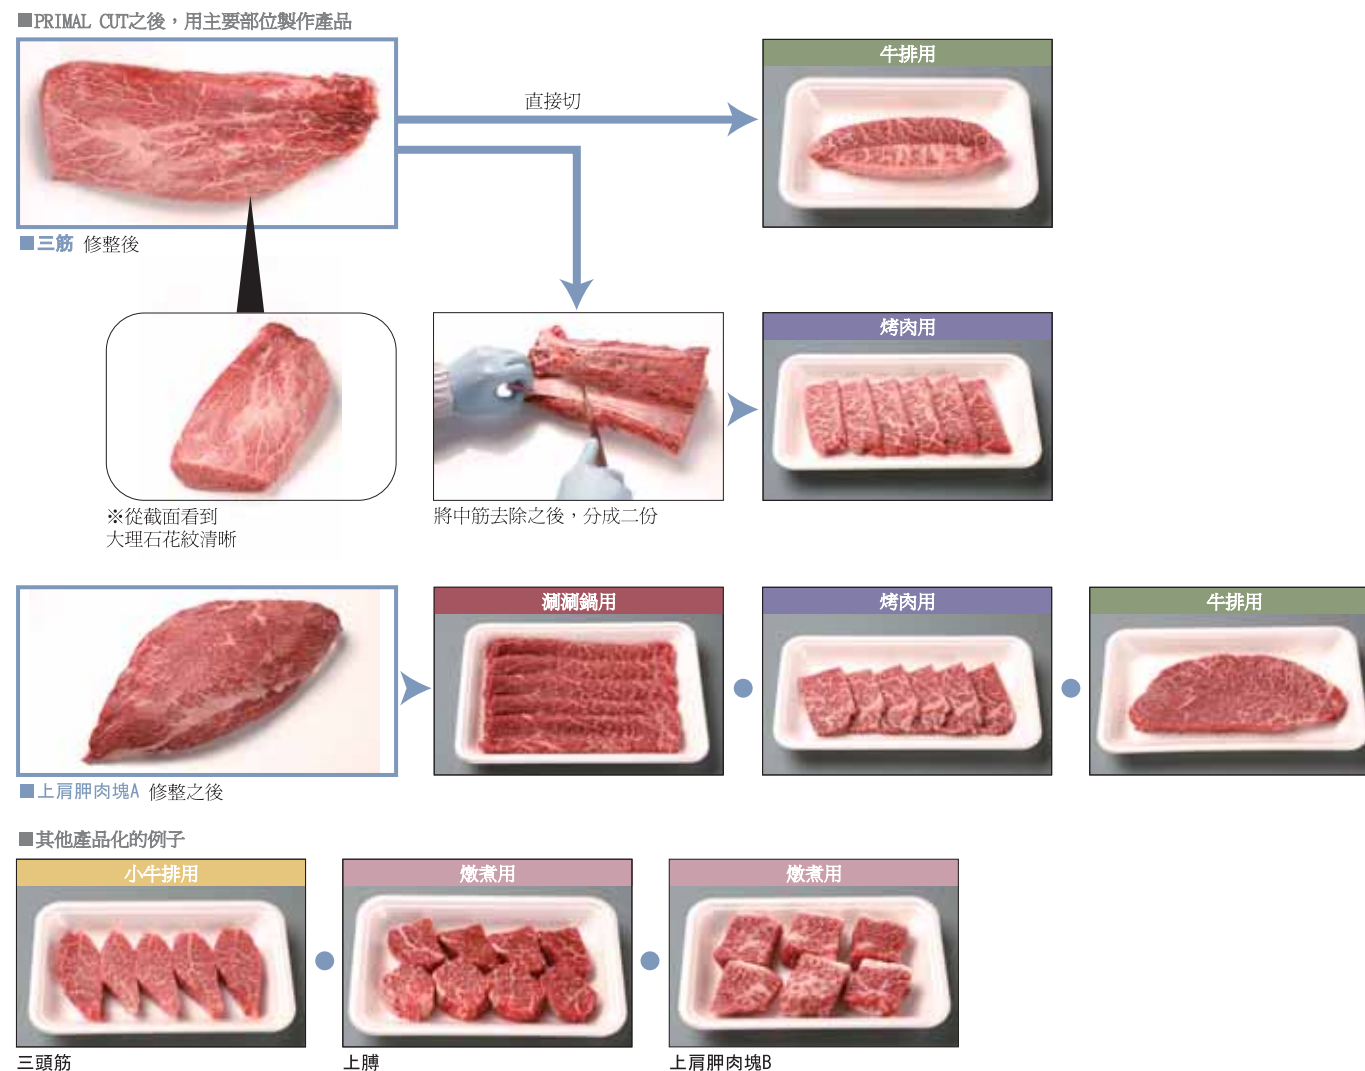 ■PRIMAL CUT之後，用主要部位製作產品
牛排用
直接切
■三筋 修整後
烤肉用
※從截面看到
大理石花紋清晰
將中筋去除之後，分成二份
涮涮鍋用
烤肉用
牛排用
■上肩胛肉塊A 修整之後
■其他產品化的例子
小牛排用
燉煮用
燉煮用
三頭筋
上膊
上肩胛肉塊B